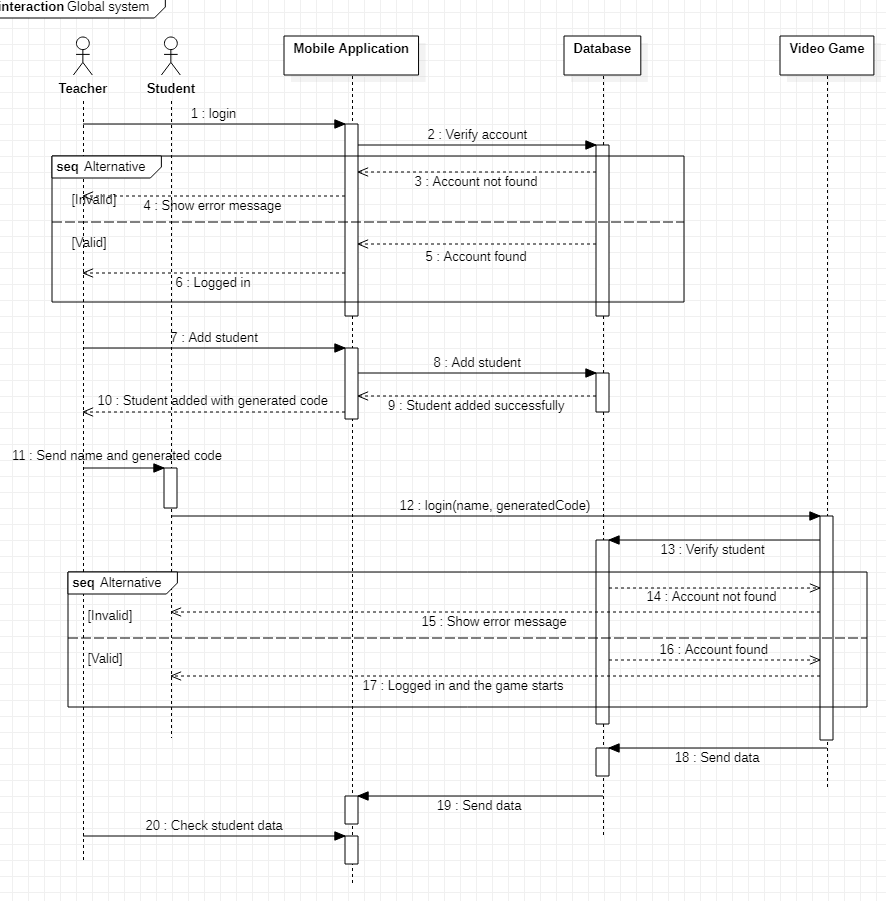 interaction Global system
Mobile Application
Database
Video Game
Teacher
Student
1 : login
2 : Verify account
seq Alternative
3 : Account not found
[Invalid]
4 : Show error message
[Valid]
5 : Account found
6 : Logged in
7 : Add student
8 : Add student
10 : Student added with generated code
9 : Student added successfully
11 : Send name and generated code
12 : login(name, generatedCode)
13 : Verify student
seq Alternative
14 : Account not found
[Invalid]
15 : Show error message
16 : Account found
[Valid]
17 : Logged in and the game starts
18 : Send data
19 : Send data
20 : Check student data